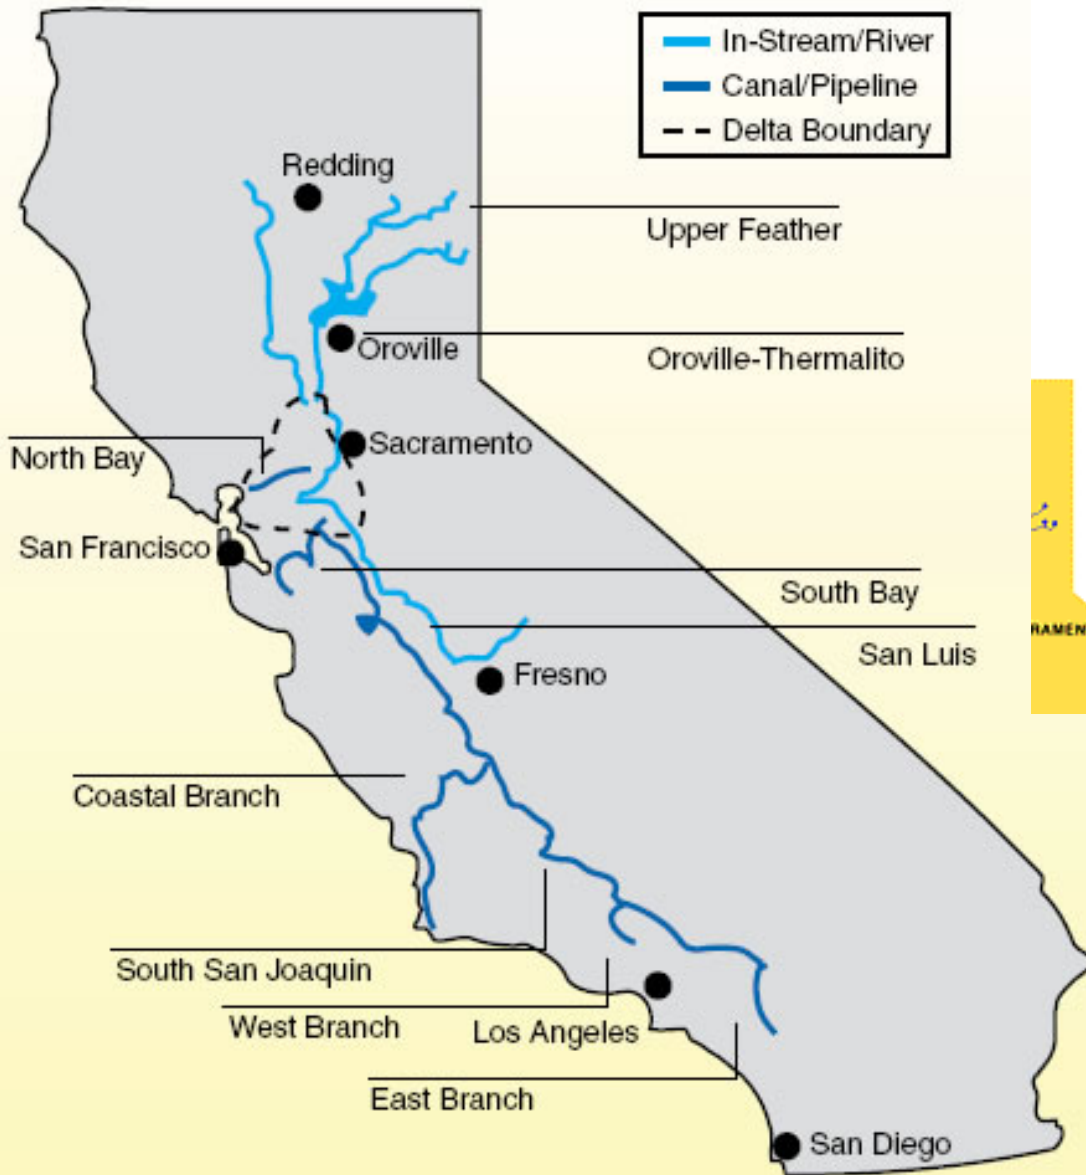 In-Stream/River
Canal/Pipeline
Delta Boundary
Redding
Upper Feather
Oroville
Oroville-Thermalito
North Bay
Sacramento
San Francisco
South Bay
San Luis
Fresno
Coastal Branch
South San Joaquin
West Branch
Los Angeles
East Branch
San Diego
RAMEN